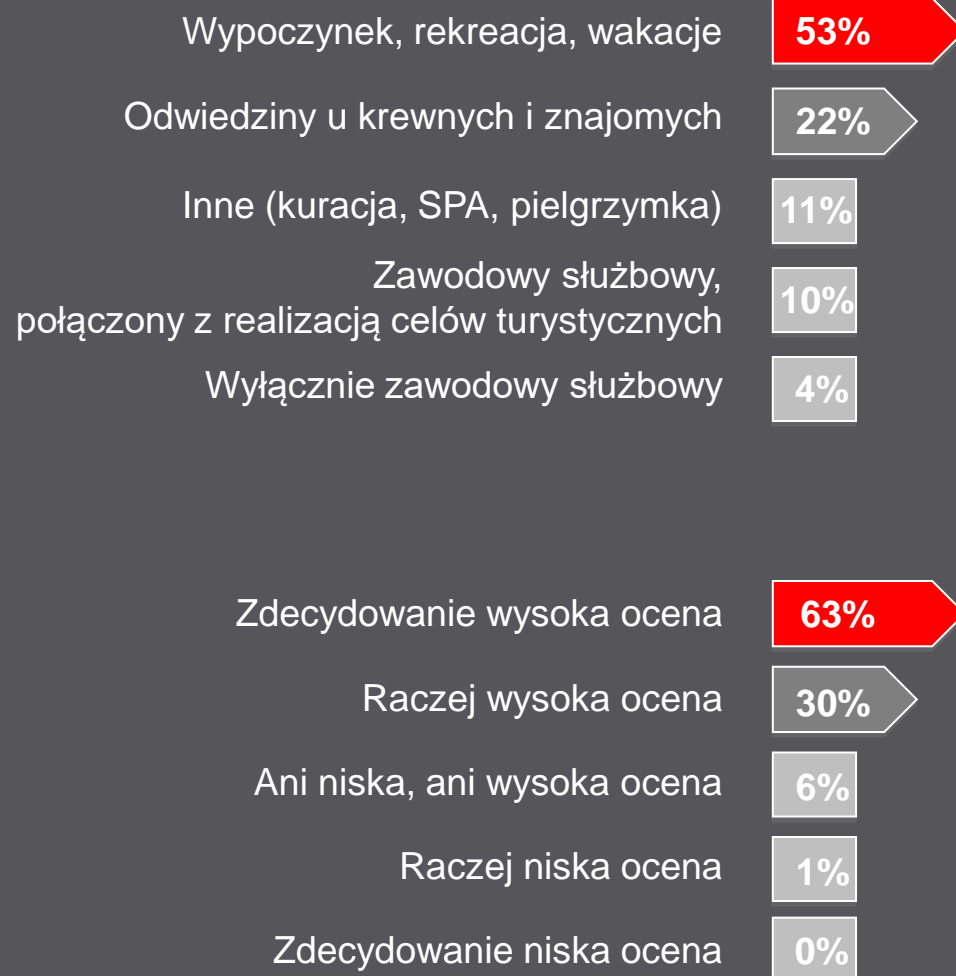 Wypoczynek, rekreacja, wakacje 53%
Odwiedziny u krewnych i znajomych 22%
Inne (kuracja, SPA, pielgrzymka) 11%
Zawodowy służbowy,
połączony z realizacją celów turystycznych 10%
Wyłącznie zawodowy służbowy 4%
Zdecydowanie wysoka ocena 63%
Raczej wysoka ocena 30%
Ani niska, ani wysoka ocena 6%
Raczej niska ocena 1%
Zdecydowanie niska ocena 0%